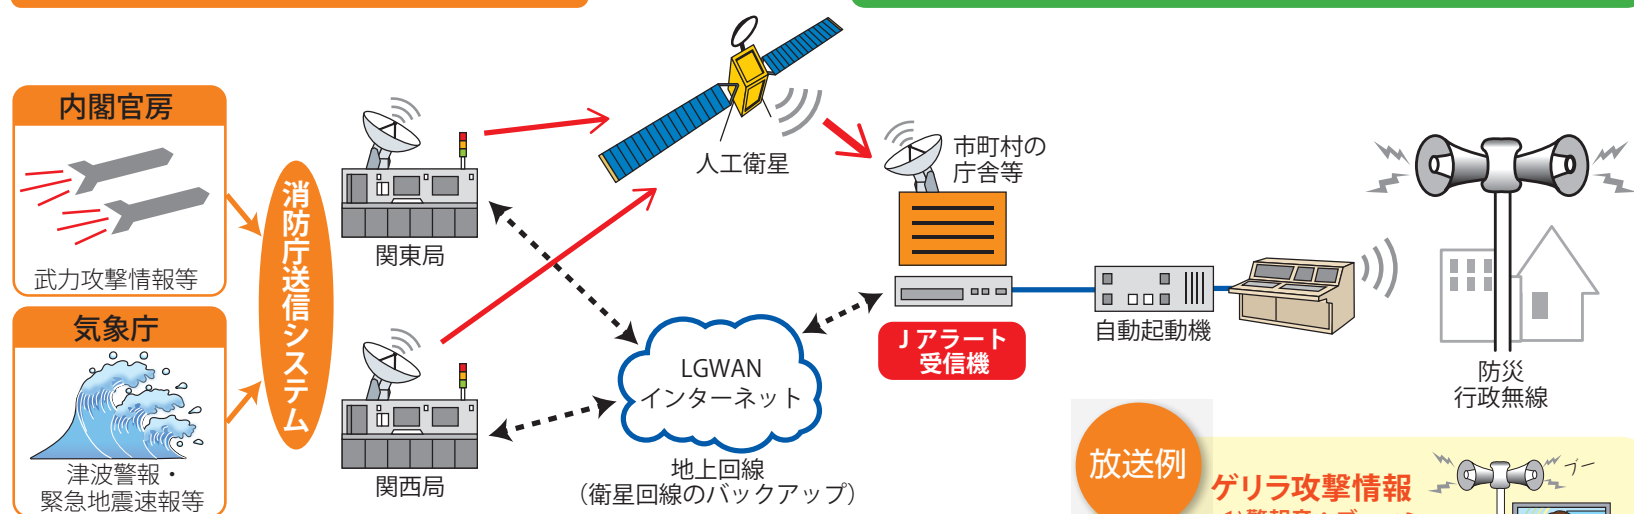 内閣官房
武力攻撃情報等
気象庁
津波警報・
緊急地震速報等
消防庁送信システム
関東局
関西局
人工衛星
LGWAN
インターネット
地上回線
（衛星回線のバックアップ）
市町村の
庁舎等
Jアラート
受信機
自動起動機
防災
行政無線
放送例
ゲリラ攻撃情報
ブー